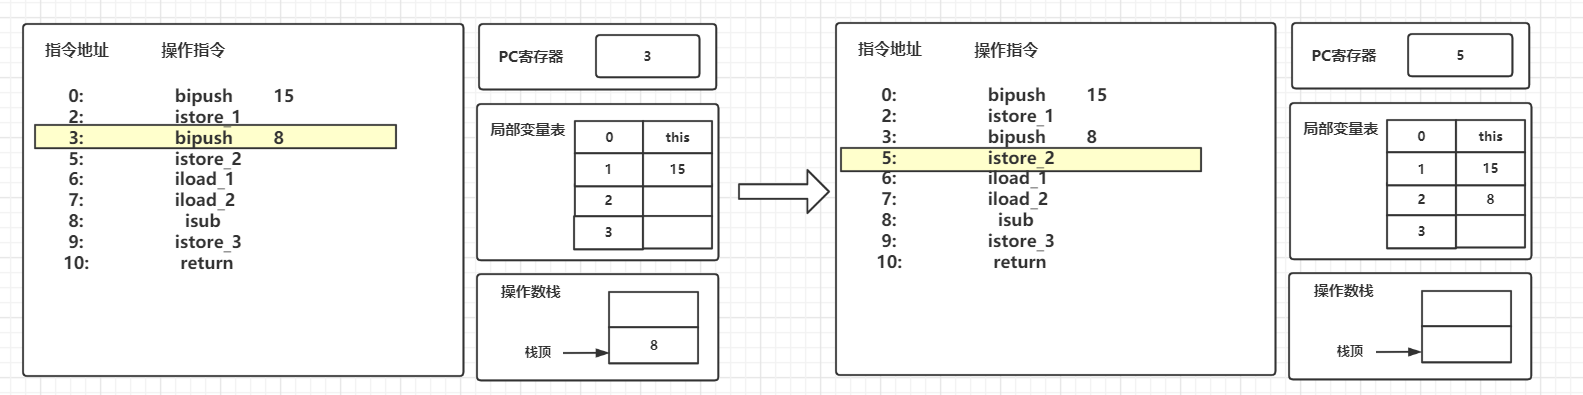 指令地址 操作指令
0: bipush 15
2: istore_1
3: bipush 8
5: istore_2
6: iload_1
7: iload_2
8: isub
9: istore_3
10: return
PC寄存器 3
局部变量表
0 this
1 15
2
3
操作数栈
栈顶 8
指令地址 操作指令
0: bipush 15
2: istore_1
3: bipush 8
5: istore_2
6: iload_1
7: iload_2
8: isub
9: istore_3
10: return
PC寄存器 5
局部变量表
0 this
1 15
2 8
3
操作数栈
栈顶